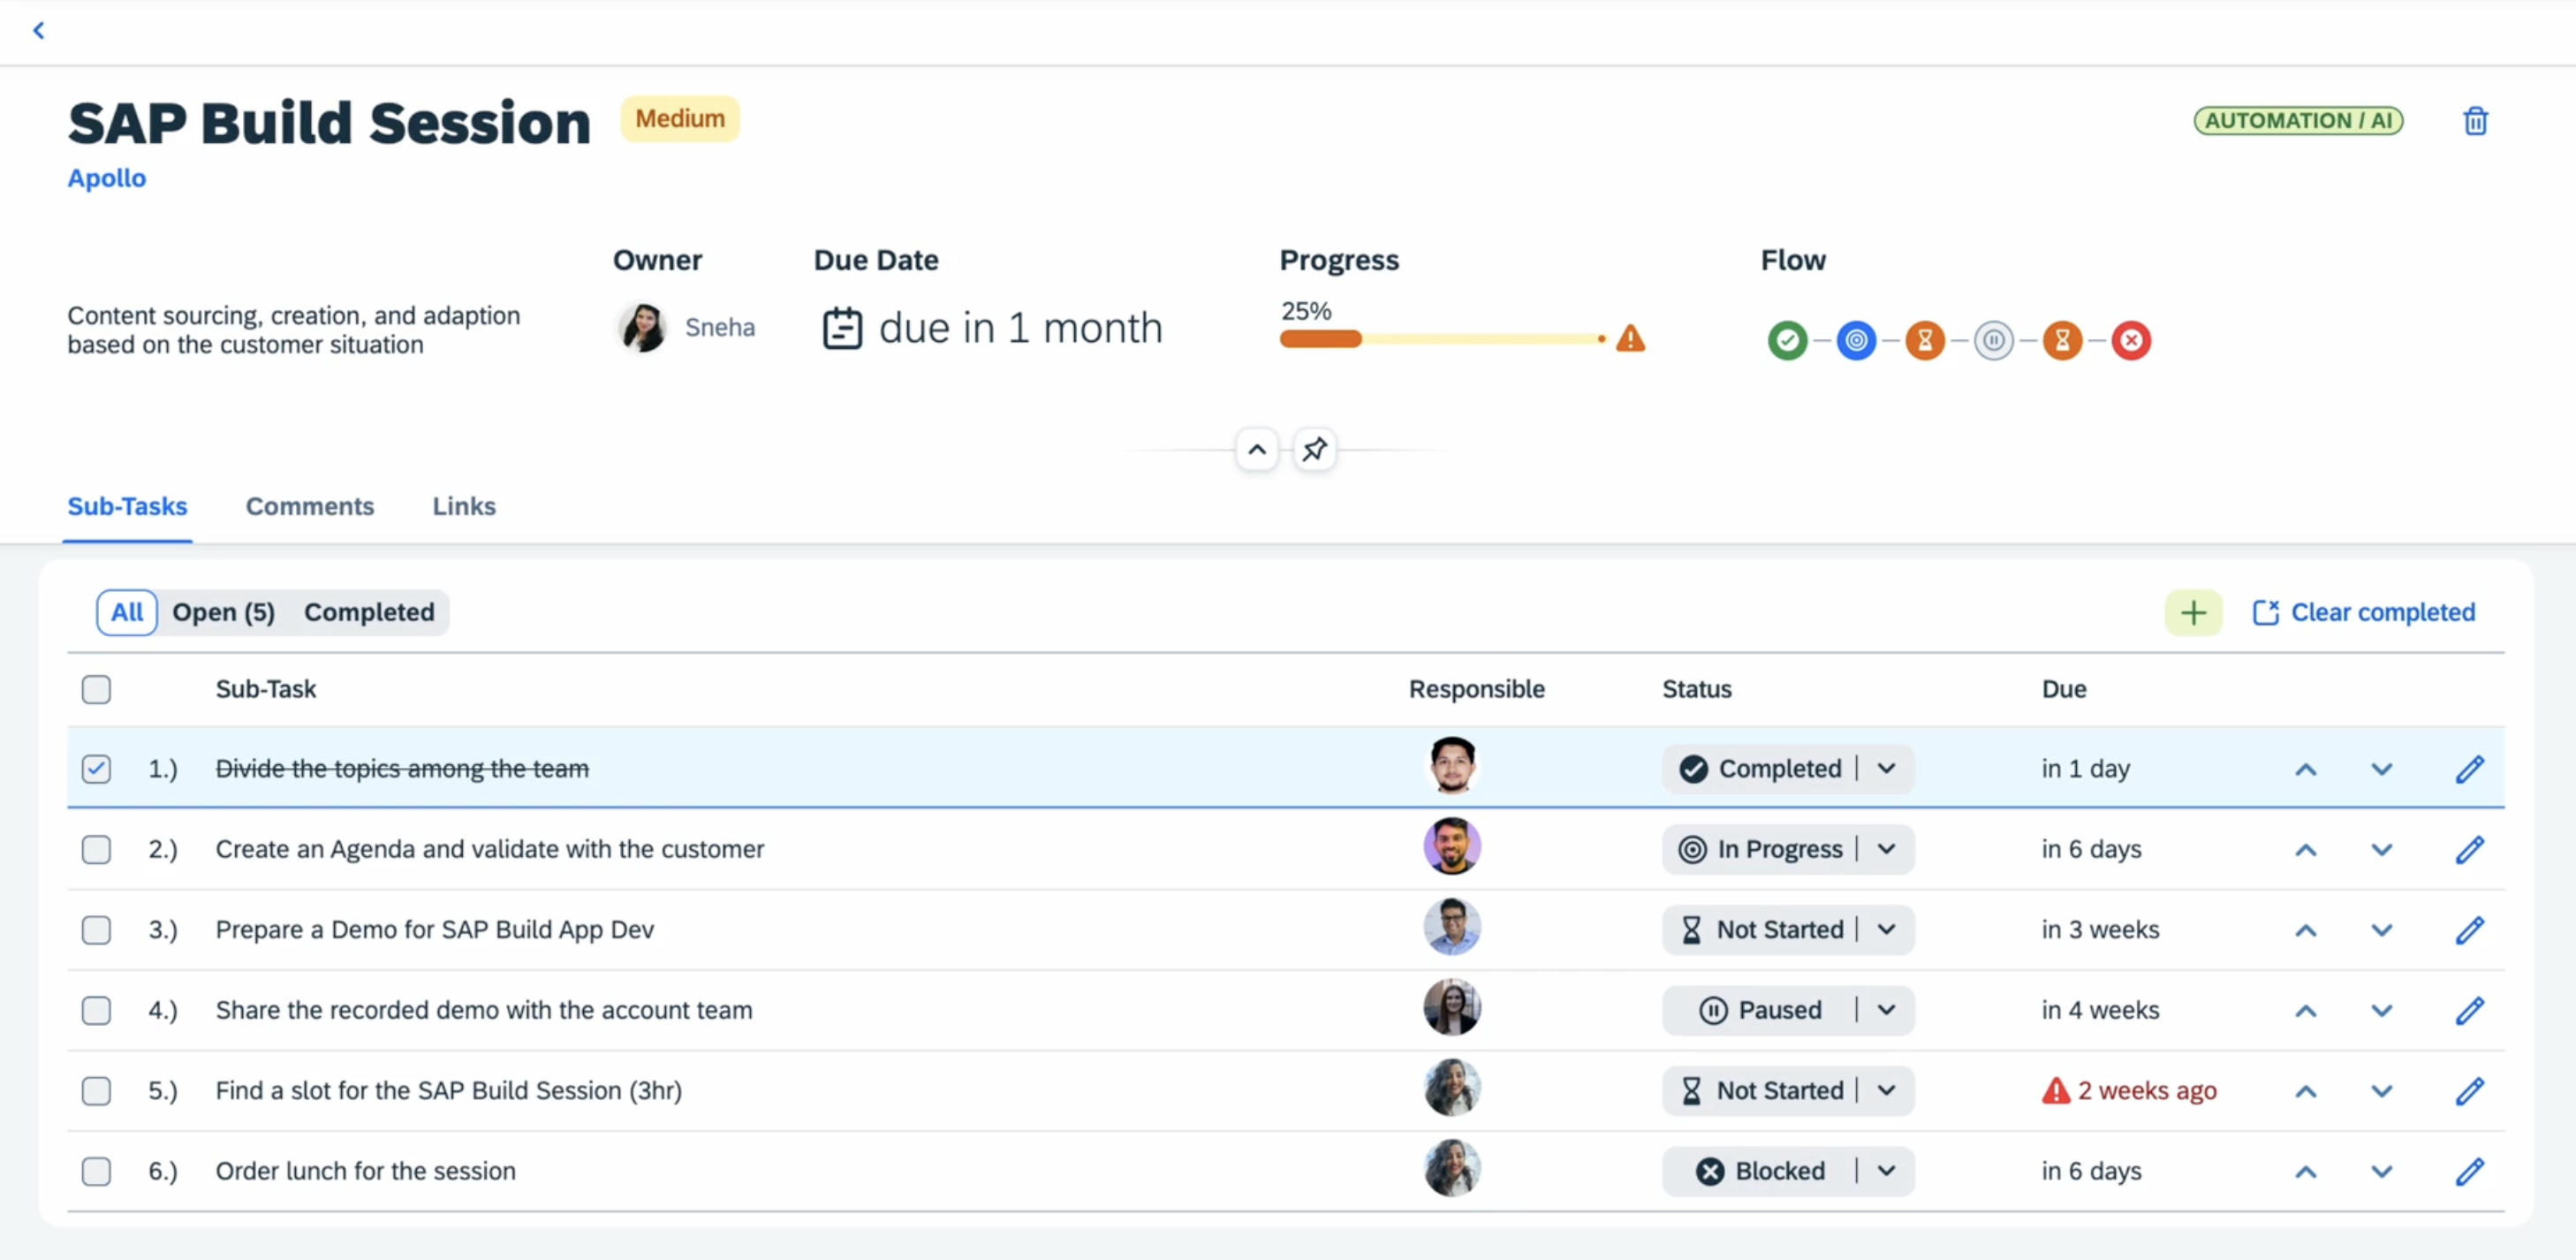 SAP Build Session Medium AUTOMATION / AI
Apollo
Owner Due Date Progress Flow
Content sourcing, creation, and adaption
based on the customer situation
Sneha
due in 1 month
25%
Sub-Tasks Comments Links
All Open (5) Completed Clear completed
Sub-Task Responsible Status Due
1.) Divide the topics among the team Completed in 1 day
2.) Create an Agenda and validate with the customer In Progress in 6 days
3.) Prepare a Demo for SAP Build App Dev Not Started in 3 weeks
4.) Share the recorded demo with the account team Paused in 4 weeks
5.) Find a slot for the SAP Build Session (3hr) Not Started 2 weeks ago
6.) Order lunch for the session Blocked in 6 days